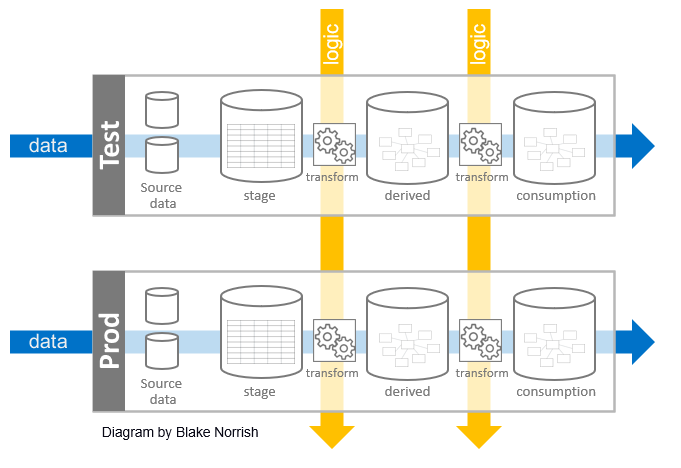 logic
logic
data
Test
Source
data
stage
transform
derived
transform
consumption
data
Prod
Source
data
stage
transform
derived
transform
consumption
Diagram by Blake Norrish